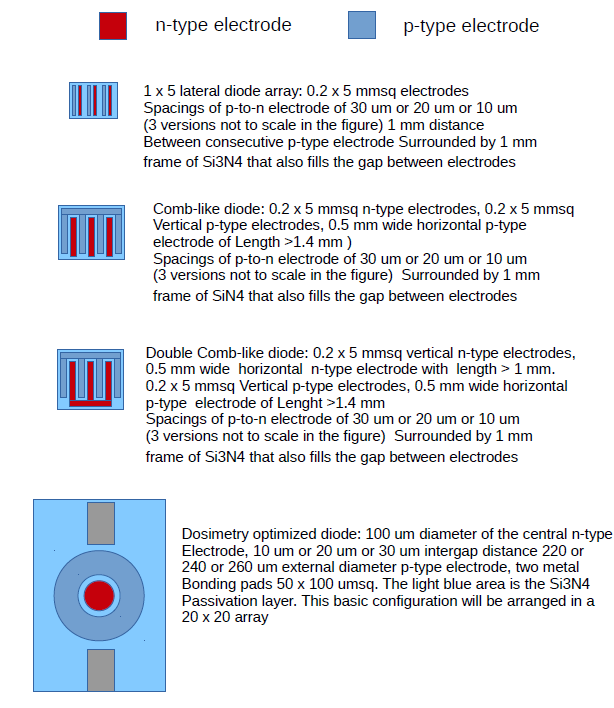 n-type electrode
p-type electrode
1 x 5 lateral diode array: 0.2 x 5 mmsq electrodes
Spacings of p-to-n electrode of 30 um or 20 um or 10 um
(3 versions not to scale in the figure) 1 mm distance
Between consecutive p-type electrode Surrounded by 1 mm
frame of Si3N4 that also fills the gap between electrodes
Comb-like diode: 0.2 x 5 mmsq n-type electrodes, 0.2 x 5 mmsq
Vertical p-type electrodes, 0.5 mm wide horizontal p-type
electrode of Length >1.4 mm )
Spacings of p-to-n electrode of 30 um or 20 um or 10 um
(3 versions not to scale in the figure) Surrounded by 1 mm
frame of SiN4 that also fills the gap between electrodes
Double Comb-like diode: 0.2 x 5 mmsq vertical n-type electrodes,
0.5 mm wide horizontal n-type electrode with length > 1 mm.
0.2 x 5 mmsq Vertical p-type electrodes, 0.5 mm wide horizontal
p-type electrode of Lenght >1.4 mm
Spacings of p-to-n electrode of 30 um or 20 um or 10 um
(3 versions not to scale in the figure) Surrounded by 1 mm
frame of Si3N4 that also fills the gap between electrodes
Dosimetry optimized diode: 100 um diameter of the central n-type
Electrode, 10 um or 20 um or 30 um intergap distance 220 or
240 or 260 um external diameter p-type electrode, two metal
Bonding pads 50 x 100 umsq. The light blue area is the Si3N4
Passivation layer. This basic configuration will be arranged in a
20 x 20 array